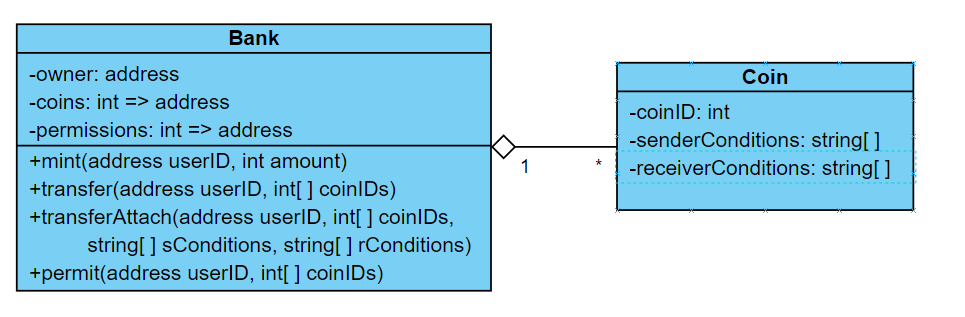 Bank
-owner: address
-coins: int => address
-permissions: int => address
+mint(address userID, int amount)
+transfer(address userID, int[ ] coinIDs)
+transferAttach(address userID, int[ ] coinIDs,
string[ ] sConditions, string[ ] rConditions)
+permit(address userID, int[ ] coinIDs)
1
*
Coin
-coinID: int
-senderConditions: string[ ]
-receiverConditions: string[ ]